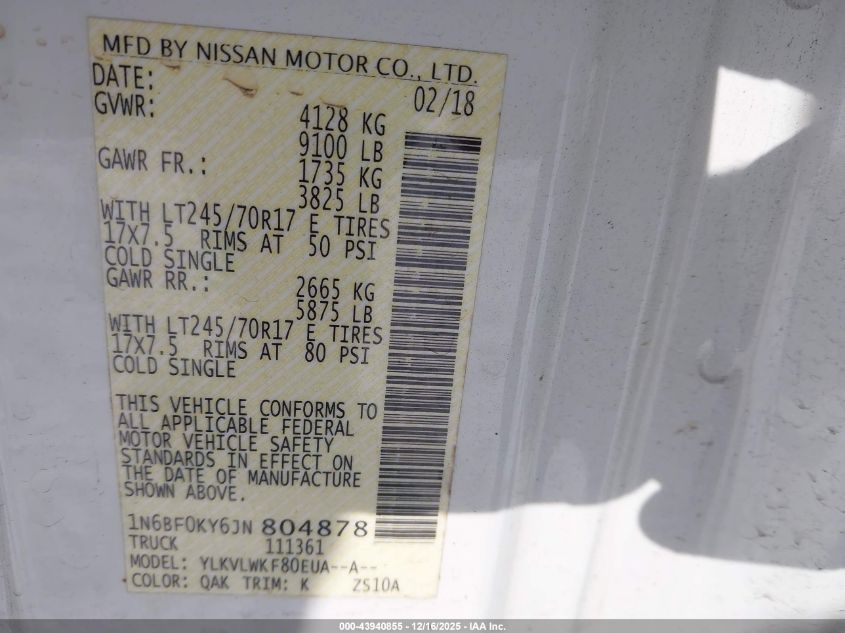 MFD BY NISSAN MOTOR CO., LTD.
DATE: 02/18
GVWR: 4128 KG
9100 LB
GAWR FR.: 1735 KG
3825 LB
WITH LT245/70R17 E TIRES
17X7.5 RIMS AT 50 PSI
COLD SINGLE
GAWR RR.: 2665 KG
5875 LB
WITH LT245/70R17 E TIRES
17X7.5 RIMS AT 80 PSI
COLD SINGLE
THIS VEHICLE CONFORMS TO
ALL APPLICABLE FEDERAL
MOTOR VEHICLE SAFETY
STANDARDS IN EFFECT ON
THE DATE OF MANUFACTURE
SHOWN ABOVE.
1N6BF0KY6JN804878
TRUCK 111361
MODEL: YLKVLWKF80EUA--A--
COLOR: QAK TRIM: K ZS10A
000-43940855 - 12/16/2025 - IAA Inc.